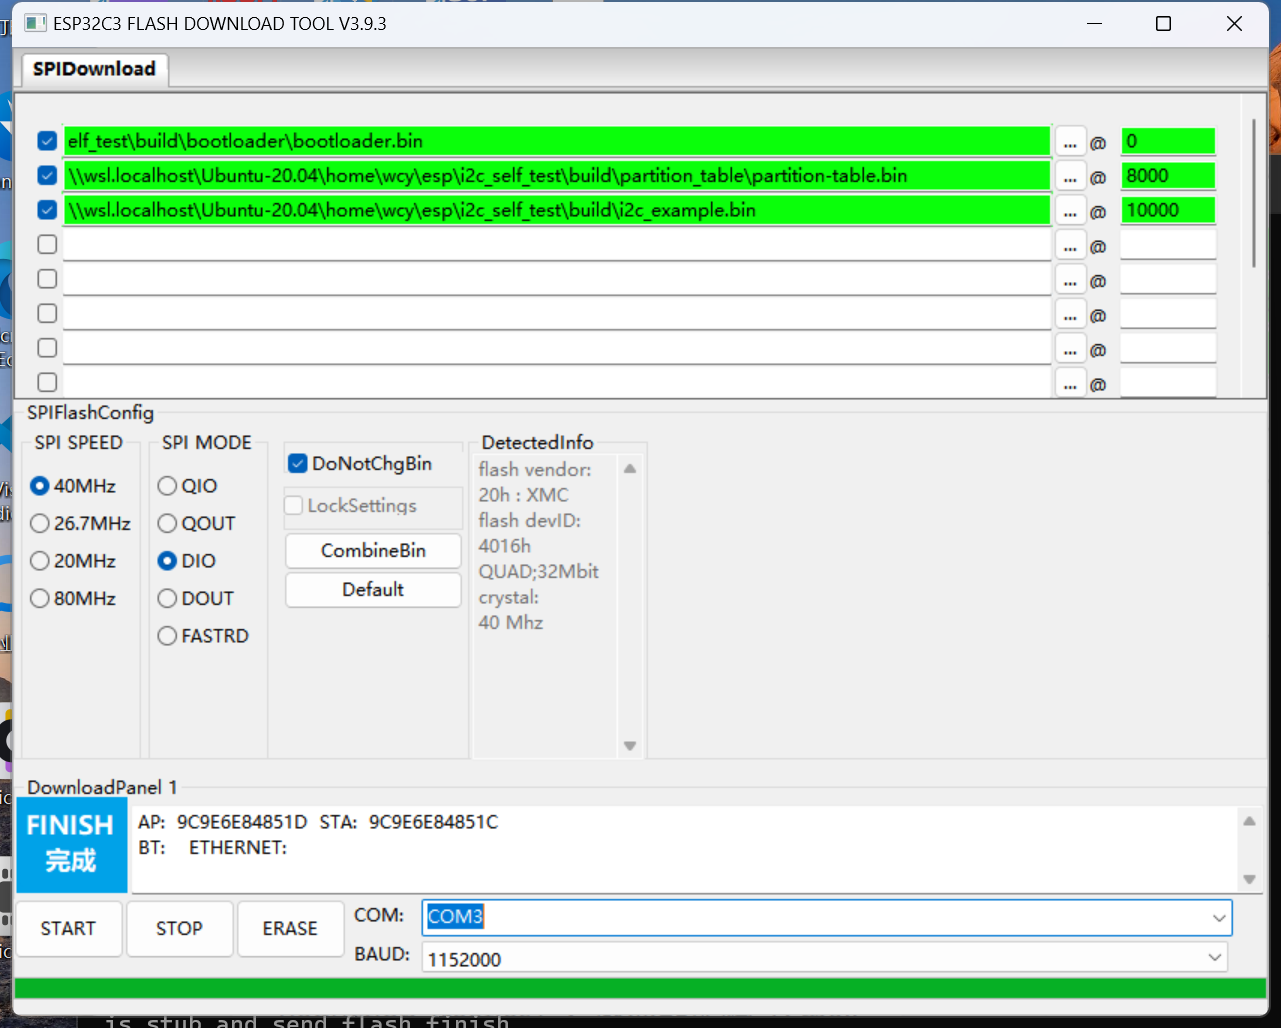 ESP32C3 FLASH DOWNLOAD TOOL V3.9.3
SPIDownload
elf_test\build\bootloader\bootloader.bin ... @ 0
\\wsl.localhost\Ubuntu-20.04\home\wcy\esp\i2c_self_test\build\partition_table\partition-table.bin ... @ 8000
\\wsl.localhost\Ubuntu-20.04\home\wcy\esp\i2c_self_test\build\i2c_example.bin ... @ 10000
... @
... @
... @
... @
... @
SPIFlashConfig
SPI SPEED
40MHz
26.7MHz
20MHz
80MHz
SPI MODE
QIO
QOUT
DIO
DOUT
FASTRD
DoNotChgBin
LockSettings
CombineBin
Default
DetectedInfo
flash vendor:
20h : XMC
flash devID:
4016h
QUAD;32Mbit
crystal:
40 Mhz
DownloadPanel 1
FINISH
完成
AP: 9C9E6E84851D STA: 9C9E6E84851C
BT: ETHERNET:
START
STOP
ERASE
COM: COM3
BAUD: 1152000
is stub and send flash finish